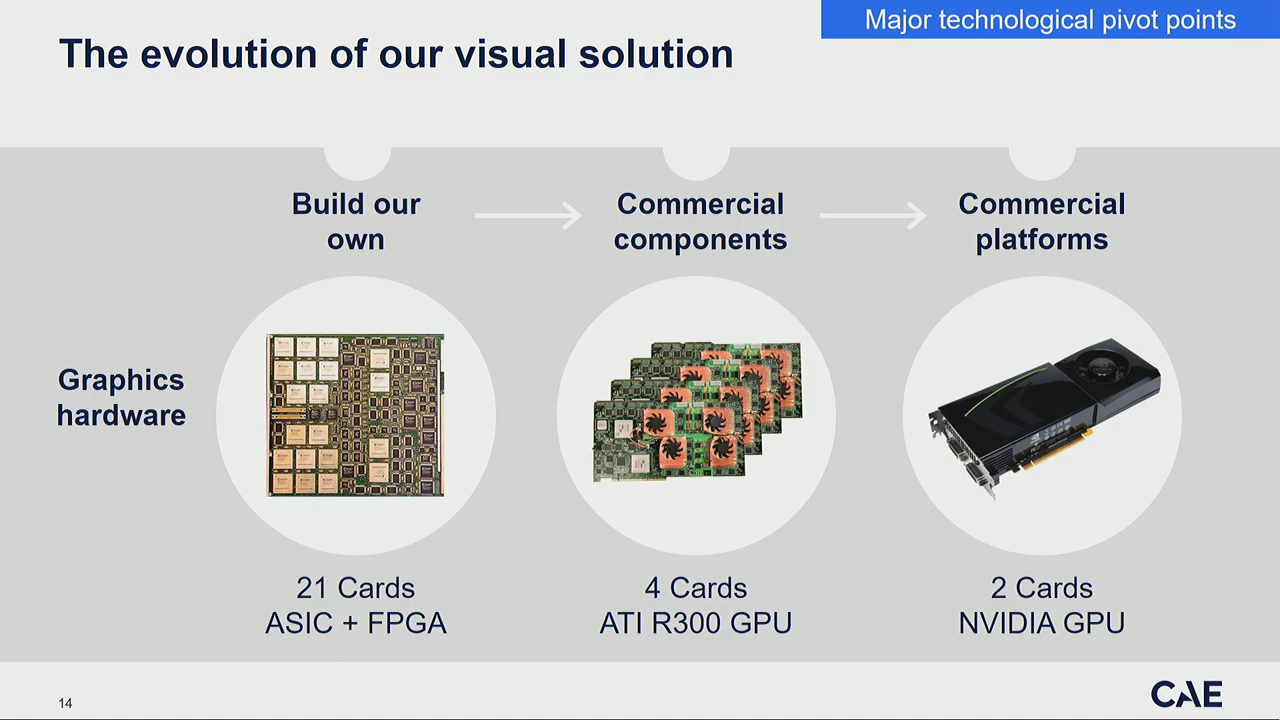 Major technological pivot points
The evolution of our visual solution
Build our
own
Commercial
components
Commercial
platforms
Graphics
hardware
21 Cards
ASIC + FPGA
4 Cards
ATI R300 GPU
2 Cards
NVIDIA GPU
14
CAE